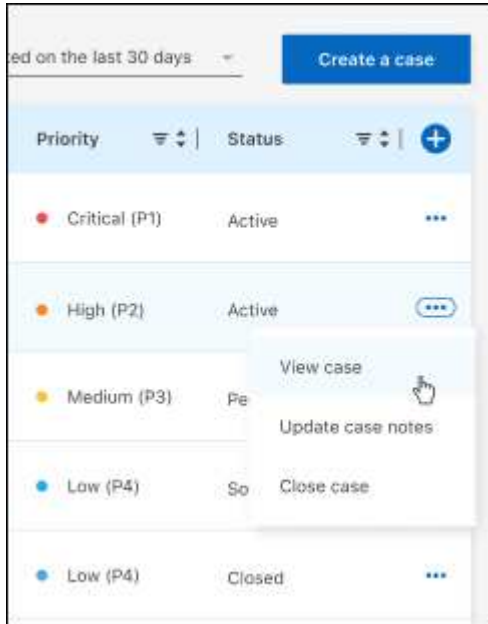 ted on the last 30 days
Create a case
Priority Status
Critical (P1) Active
High (P2) Active
View case
Medium (P3) Pe
Update case notes
Low (P4) So
Close case
Low (P4) Closed